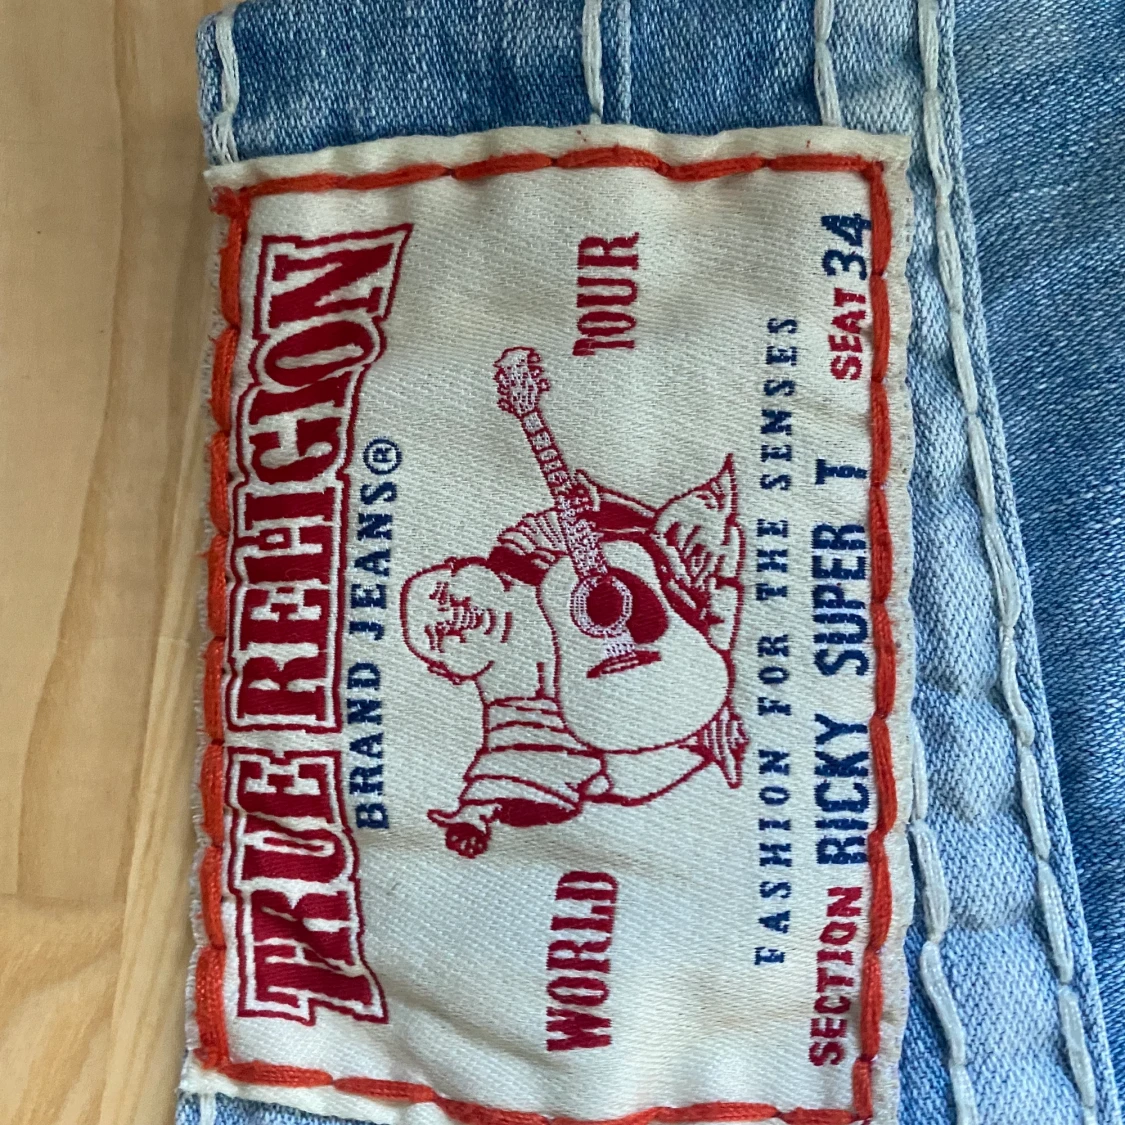 TRUE RELIGION
BRAND JEANS®
WORLD TOUR
FASHION FOR THE SENSES
SECTION RICKY SUPER T SEAT 34